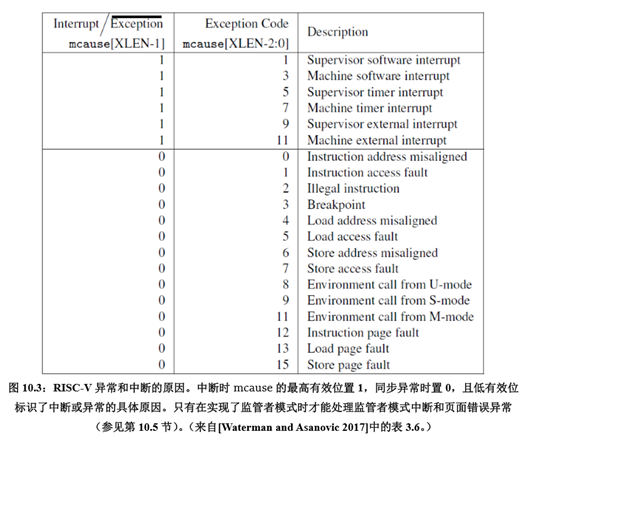 Interrupt / Exception Exception Code Description
mcause[XLEN-1] mcause[XLEN-2:0]
1 1 Supervisor software interrupt
1 3 Machine software interrupt
1 5 Supervisor timer interrupt
1 7 Machine timer interrupt
1 9 Supervisor external interrupt
1 11 Machine external interrupt
0 0 Instruction address misaligned
0 1 Instruction access fault
0 2 Illegal instruction
0 3 Breakpoint
0 4 Load address misaligned
0 5 Load access fault
0 6 Store address misaligned
0 7 Store access fault
0 8 Environment call from U-mode
0 9 Environment call from S-mode
0 11 Environment call from M-mode
0 12 Instruction page fault
0 13 Load page fault
0 15 Store page fault
图 10.3：RISC-V 异常和中断的原因。中断时 mcause 的最高有效位置 1，同步异常时置 0，且低有效位
标识了中断或异常的具体原因。只有在实现了监管者模式时才能处理监管者模式中断和页面错误异常
（参见第 10.5 节）。（来自[Waterman and Asanovic 2017]中的表 3.6。）